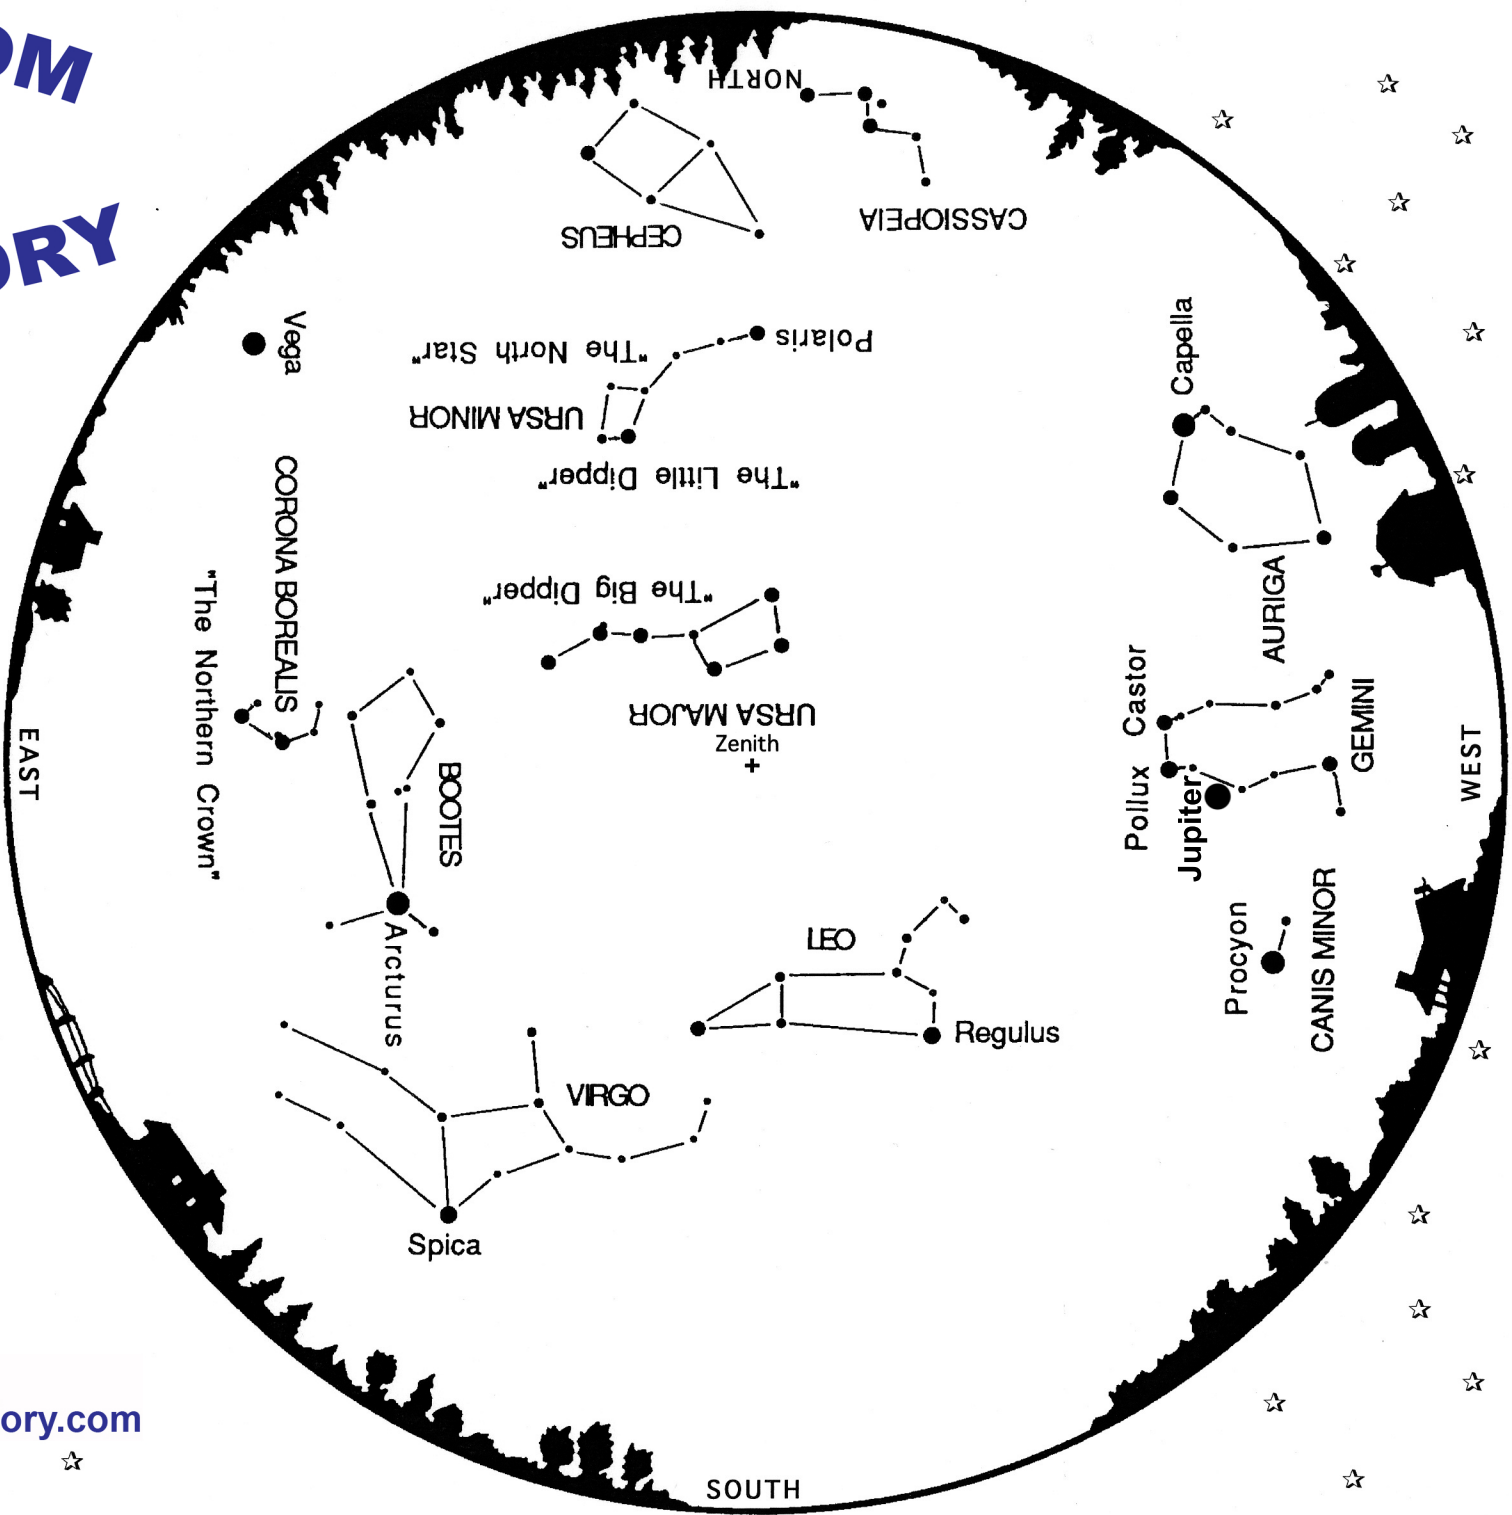 OM
ORY
NORTH
CASSIOPEIA
CEPHEUS
Vega
Polaris
"The North Star"
URSA MINOR
"The Little Dipper"
Capella
AURIGA
CORONA BOREALIS
"The Northern Crown"
"The Big Dipper"
URSA MAJOR
Zenith
+
Castor
Pollux
GEMINI
Jupiter
EAST
WEST
BOOTES
Arcturus
LEO
Regulus
Procyon
CANIS MINOR
VIRGO
Spica
ory.com
SOUTH